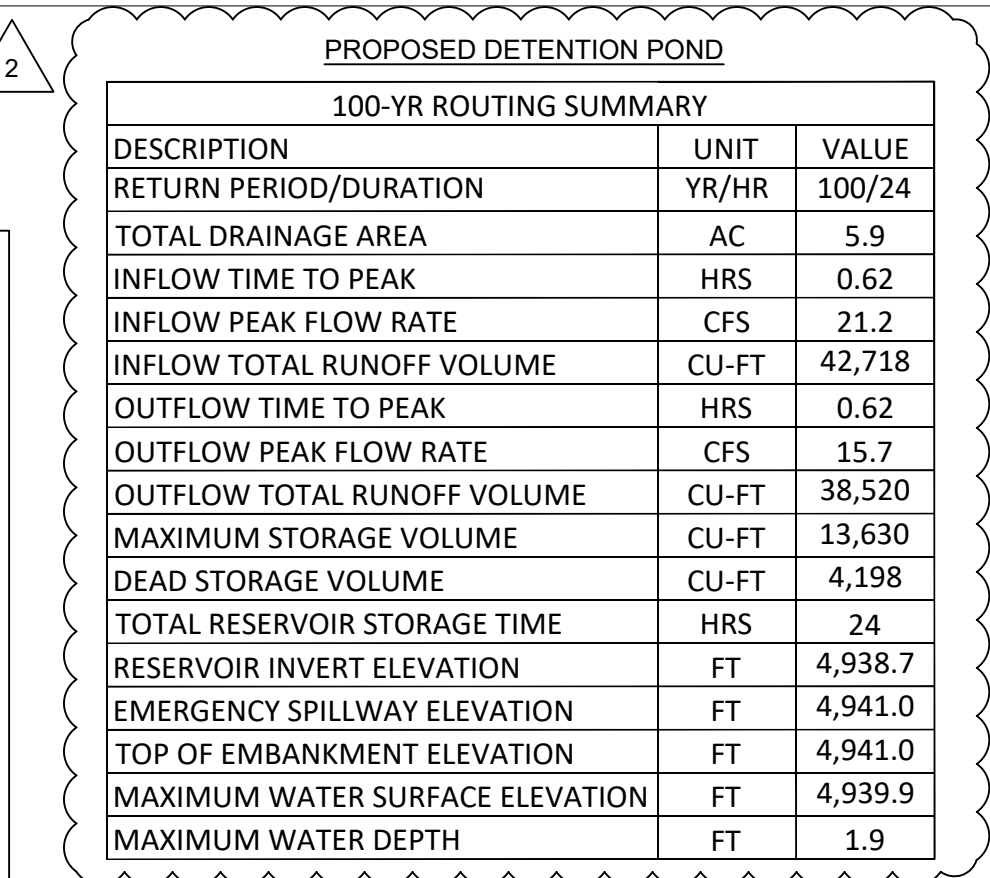 2
PROPOSED DETENTION POND
100-YR ROUTING SUMMARY
DESCRIPTION UNIT VALUE
RETURN PERIOD/DURATION YR/HR 100/24
TOTAL DRAINAGE AREA AC 5.9
INFLOW TIME TO PEAK HRS 0.62
INFLOW PEAK FLOW RATE CFS 21.2
INFLOW TOTAL RUNOFF VOLUME CU-FT 42,718
OUTFLOW TIME TO PEAK HRS 0.62
OUTFLOW PEAK FLOW RATE CFS 15.7
OUTFLOW TOTAL RUNOFF VOLUME CU-FT 38,520
MAXIMUM STORAGE VOLUME CU-FT 13,630
DEAD STORAGE VOLUME CU-FT 4,198
TOTAL RESERVOIR STORAGE TIME HRS 24
RESERVOIR INVERT ELEVATION FT 4,938.7
EMERGENCY SPILLWAY ELEVATION FT 4,941.0
TOP OF EMBANKMENT ELEVATION FT 4,941.0
MAXIMUM WATER SURFACE ELEVATION FT 4,939.9
MAXIMUM WATER DEPTH FT 1.9